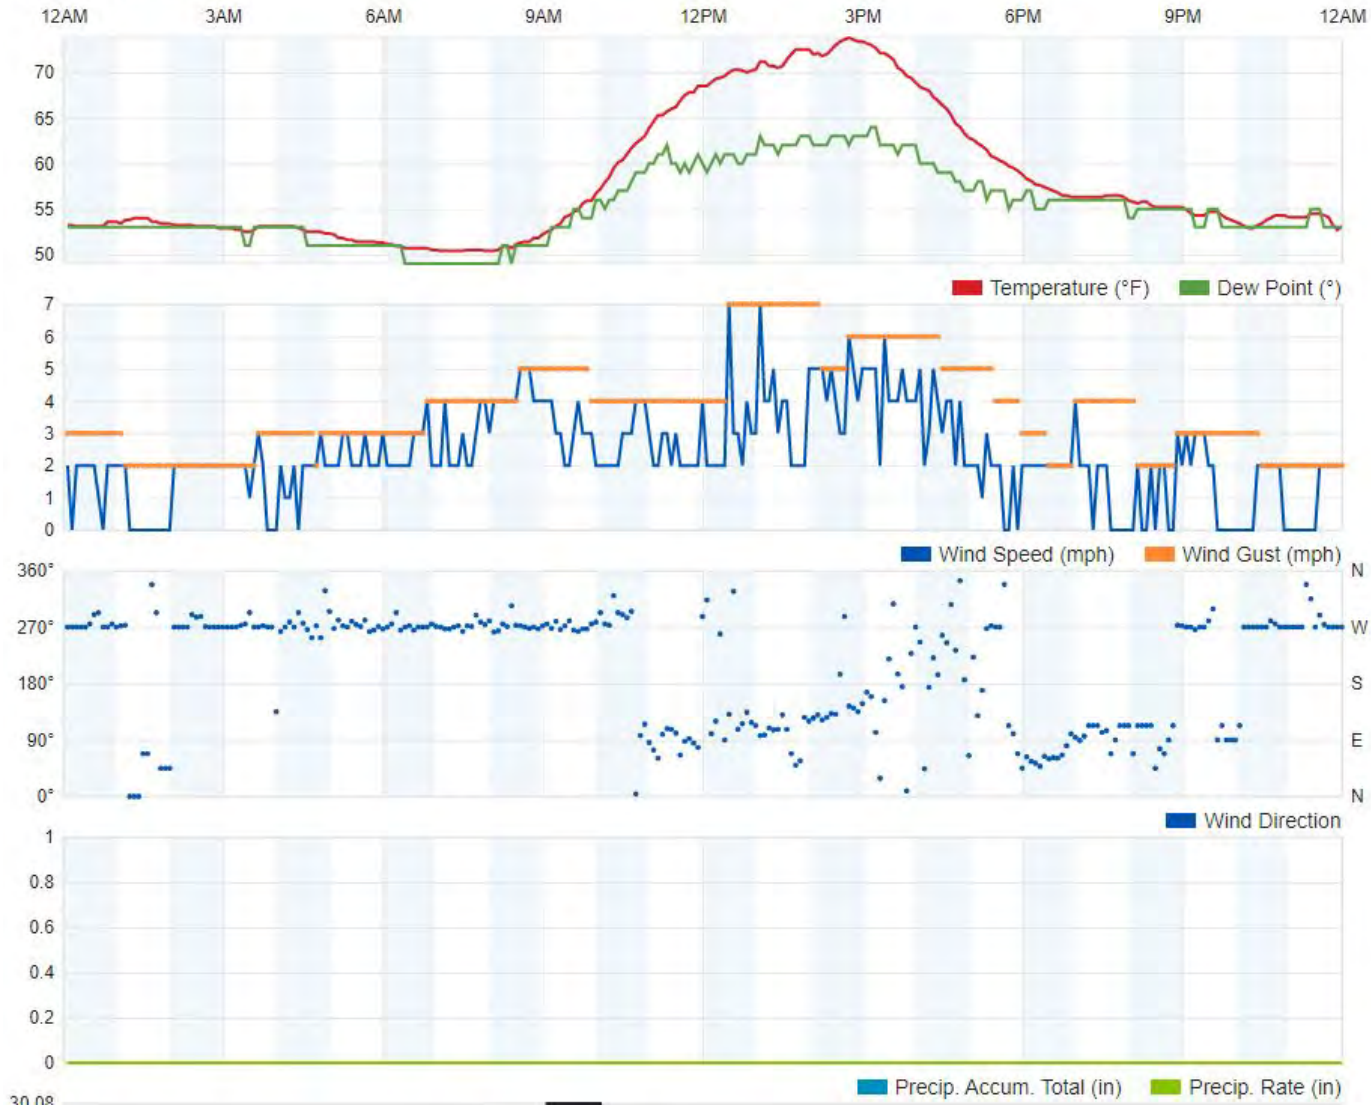 12AM 3AM 6AM 9AM 12PM 3PM 6PM 9PM 12AM
70
65
60
55
50
Temperature (°F) Dew Point (°)
7
6
5
4
3
2
1
0
Wind Speed (mph) Wind Gust (mph)
360° N
270° W
180° S
90° E
0° N
Wind Direction
1
0.8
0.6
0.4
0.2
0
Precip. Accum. Total (in) Precip. Rate (in)
30.08